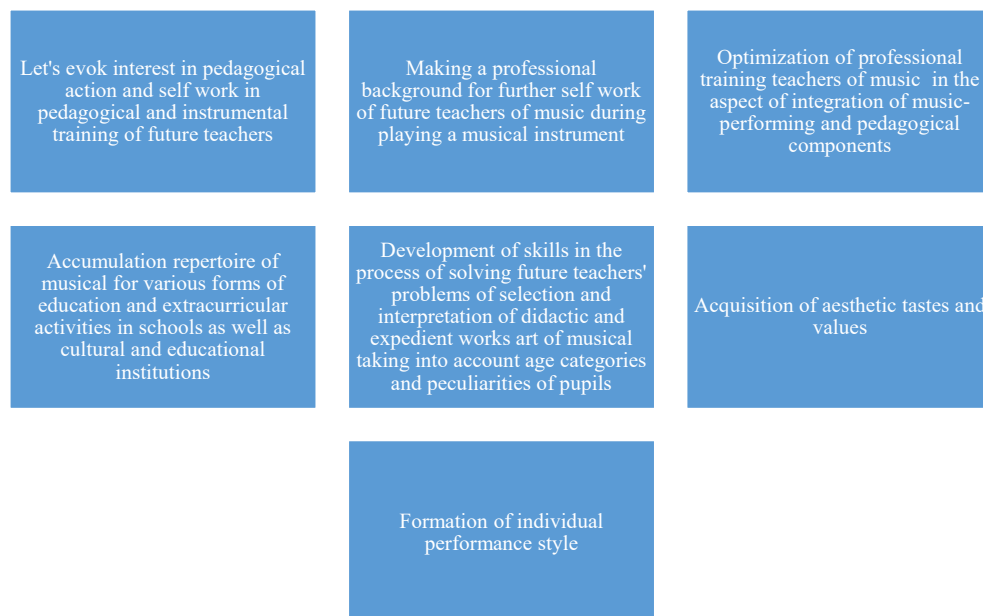 Let's evok interest in pedagogical
action and self work in
pedagogical and instrumental
training of future teachers
Making a professional
background for further self work
of future teachers of music during
playing a musical instrument
Optimization of professional
training teachers of music in the
aspect of integration of music-
performing and pedagogical
components
Accumulation repertoire of
musical for various forms of
education and extracurricular
activities in schools as well as
cultural and educational
institutions
Development of skills in the
process of solving future teachers'
problems of selection and
interpretation of didactic and
expedient works art of musical
taking into account age categories
and peculiarities of pupils
Acquisition of aesthetic tastes and
values
Formation of individual
performance style